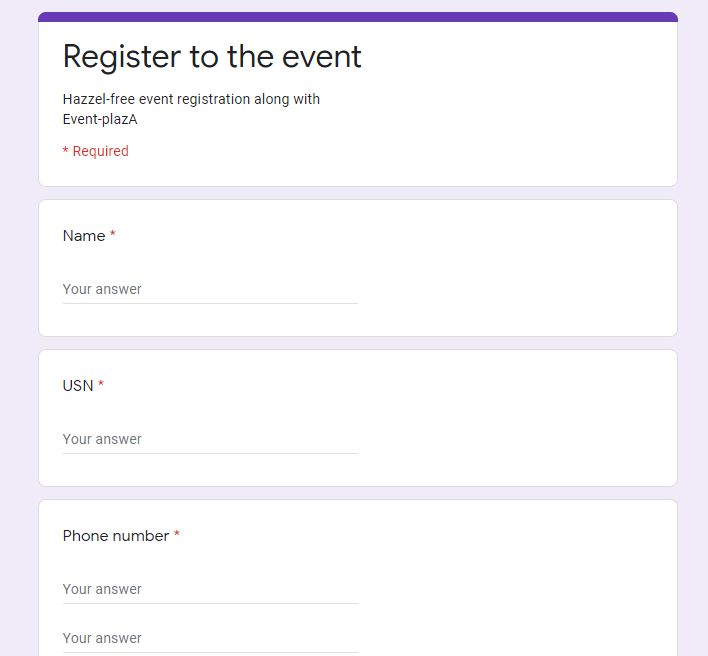 Register to the event
Hazzel-free event registration along with
Event-plazA
* Required
Name *
Your answer
USN *
Your answer
Phone number *
Your answer
Your answer